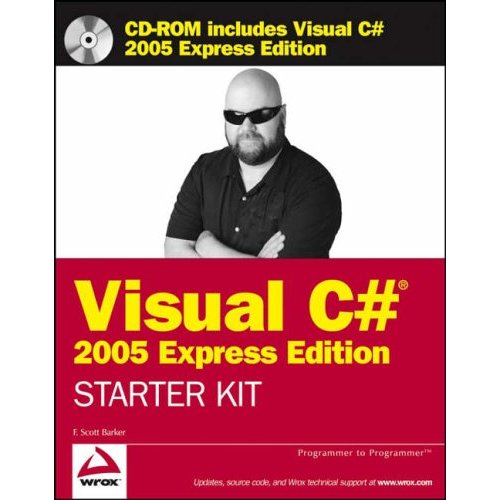 CD-ROM includes Visual C#
2005 Express Edition
Visual C#®
2005 Express Edition
STARTER KIT
F. Scott Barker
Programmer to Programmer™
wrox™
Updates, source code, and Wrox technical support at www.wrox.com